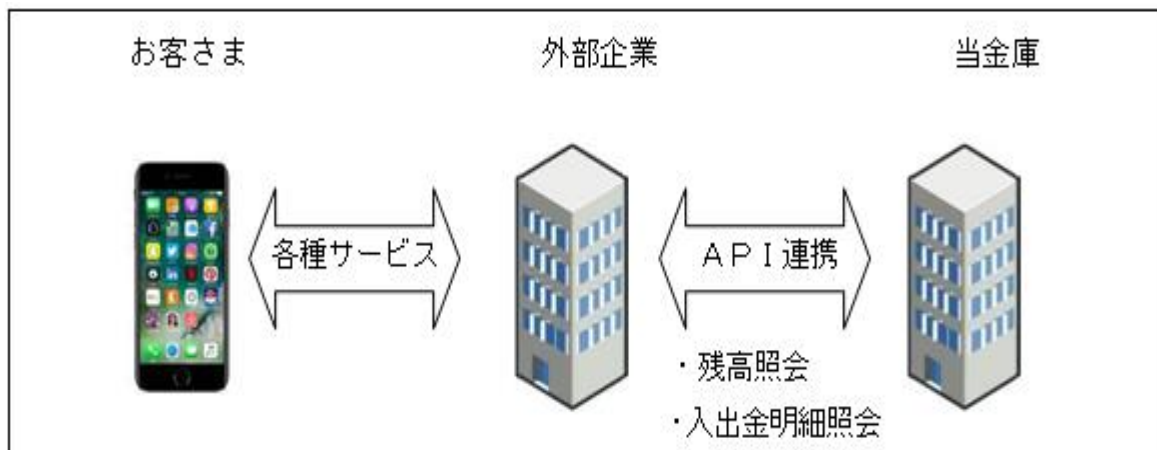 お客さま
外部企業
当金庫
各種サービス
ＡＰＩ連携
・残高照会
・入出金明細照会